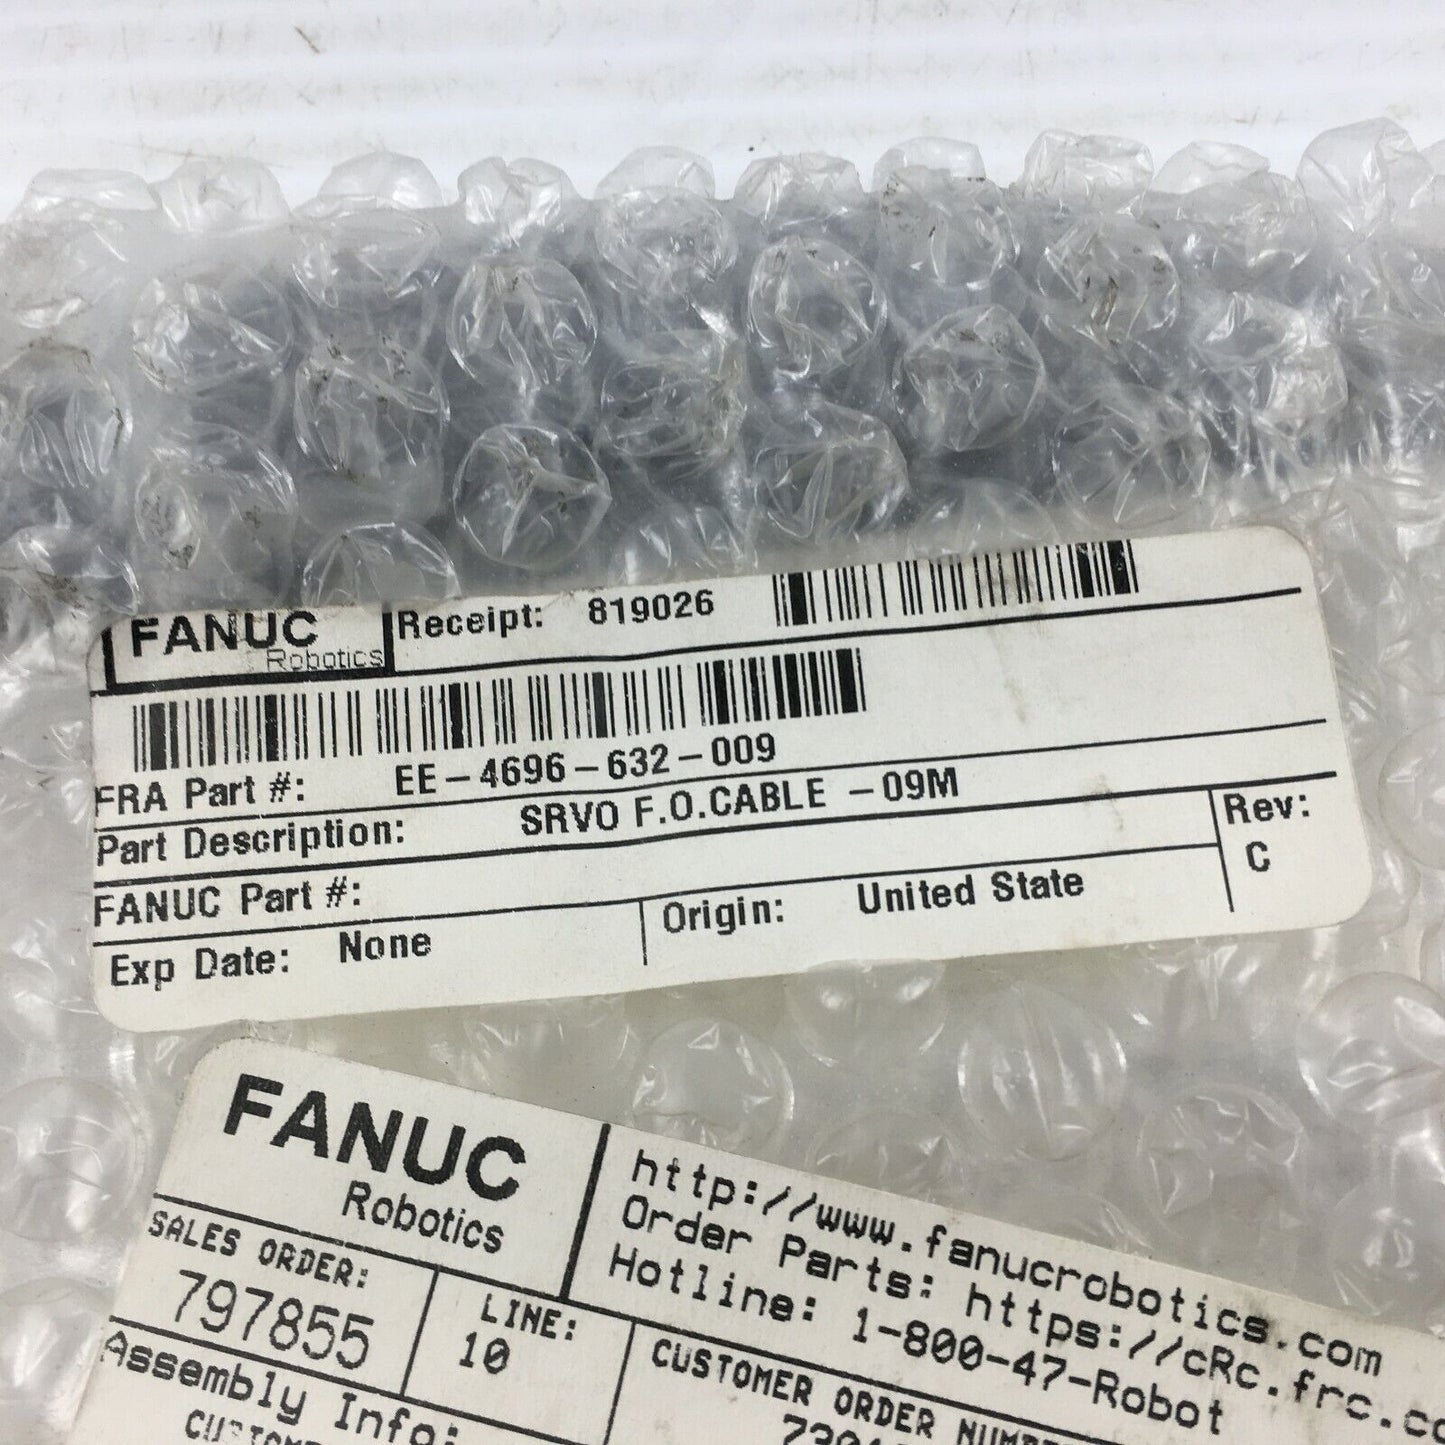 FANUC
Robotics
Receipt: 819026
FRA Part #: EE-4696-632-009
Part Description: SRVO F.O.CABLE -09M
FANUC Part #:
Rev:
C
Exp Date: None
Origin: United State
FANUC
Robotics
http://www.fanucrobotics.com
Order Parts: https://cRc.frc.co
Hotline: 1-800-47-Robot
SALES ORDER:
797855
LINE:
10
CUSTOMER ORDER
Assembly Info: